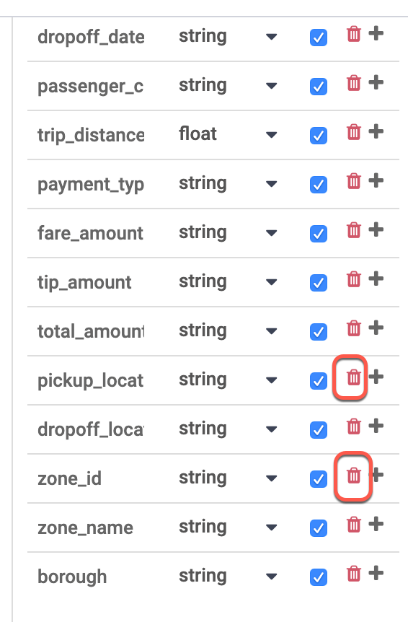 dropoff_date string
passenger_c string
trip_distance float
payment_typ string
fare_amount string
tip_amount string
total_amount string
pickup_locat string
dropoff_loca string
zone_id string
zone_name string
borough string